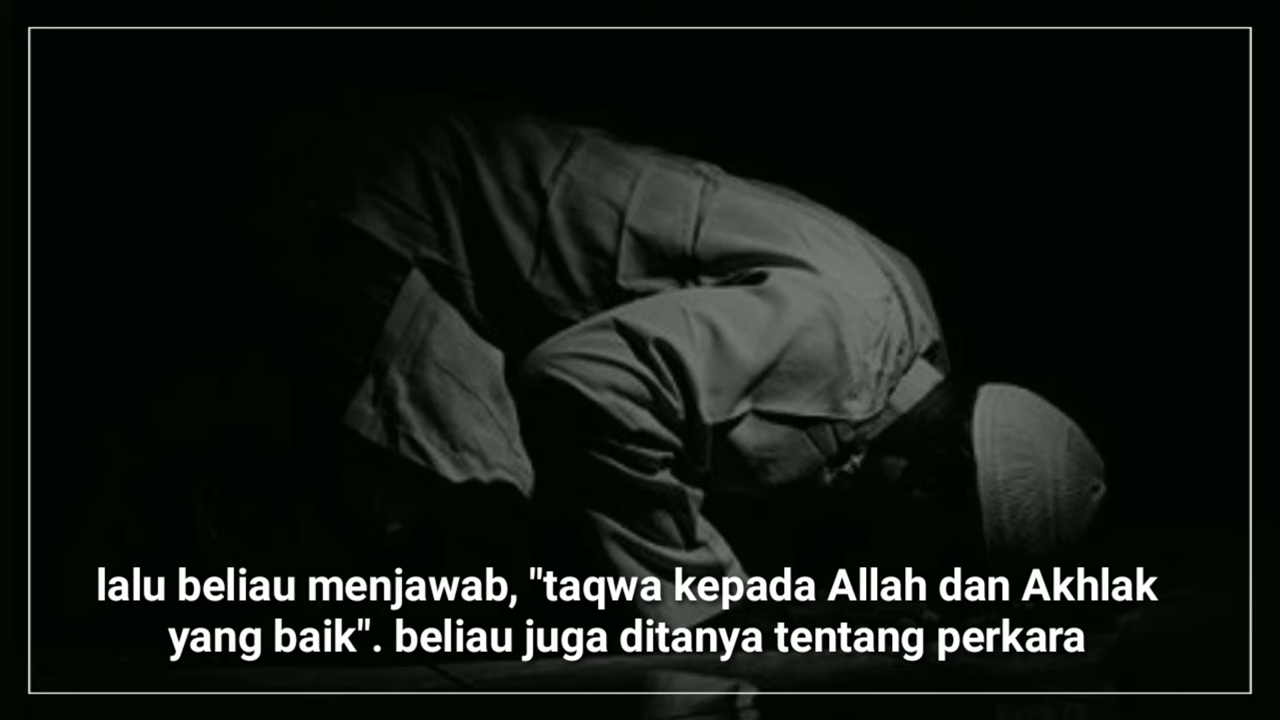 lalu beliau menjawab, "taqwa kepada Allah dan Akhlak
yang baik". beliau juga ditanya tentang perkara